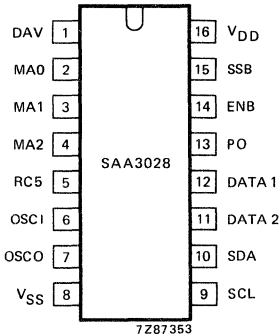 DAV 1 16 VDD
MA0 2 15 SSB
MA1 3 14 ENB
MA2 4 13 PO
SAA3028
RC5 5 12 DATA 1
OSCI 6 11 DATA 2
OSCO 7 10 SDA
VSS 8 9 SCL
7Z87353